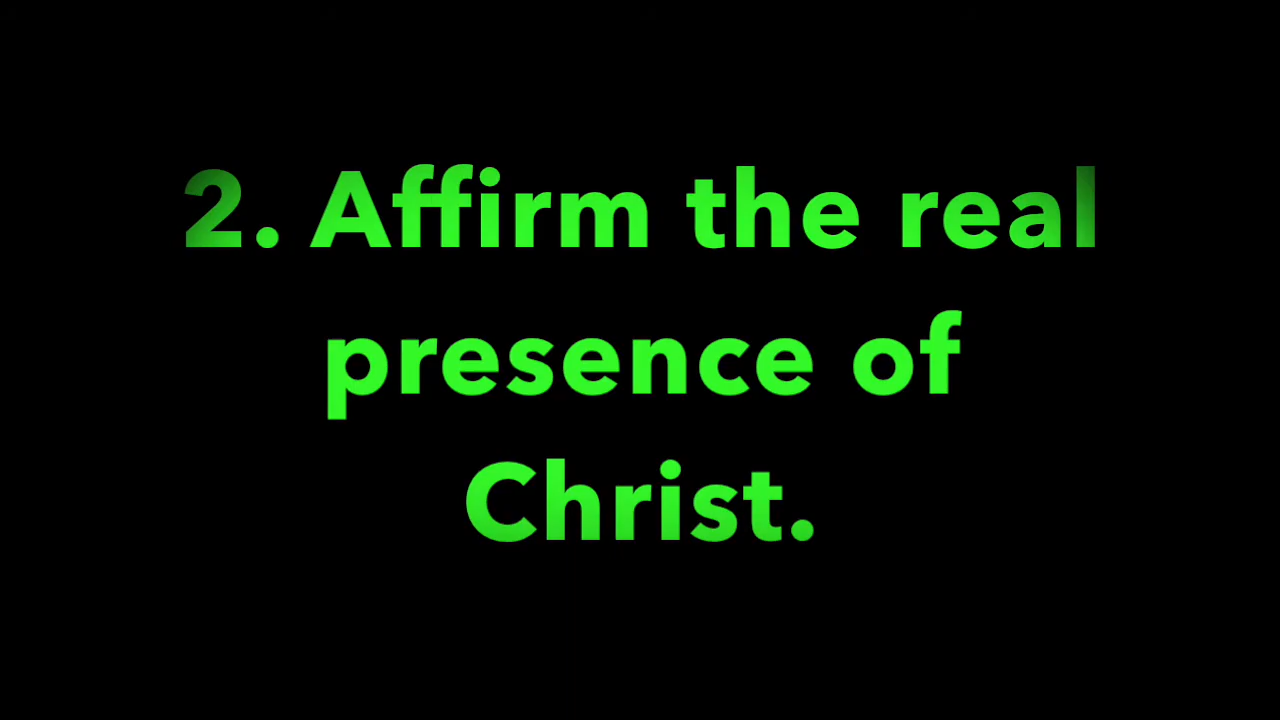 2. Affirm the real
presence of
Christ.